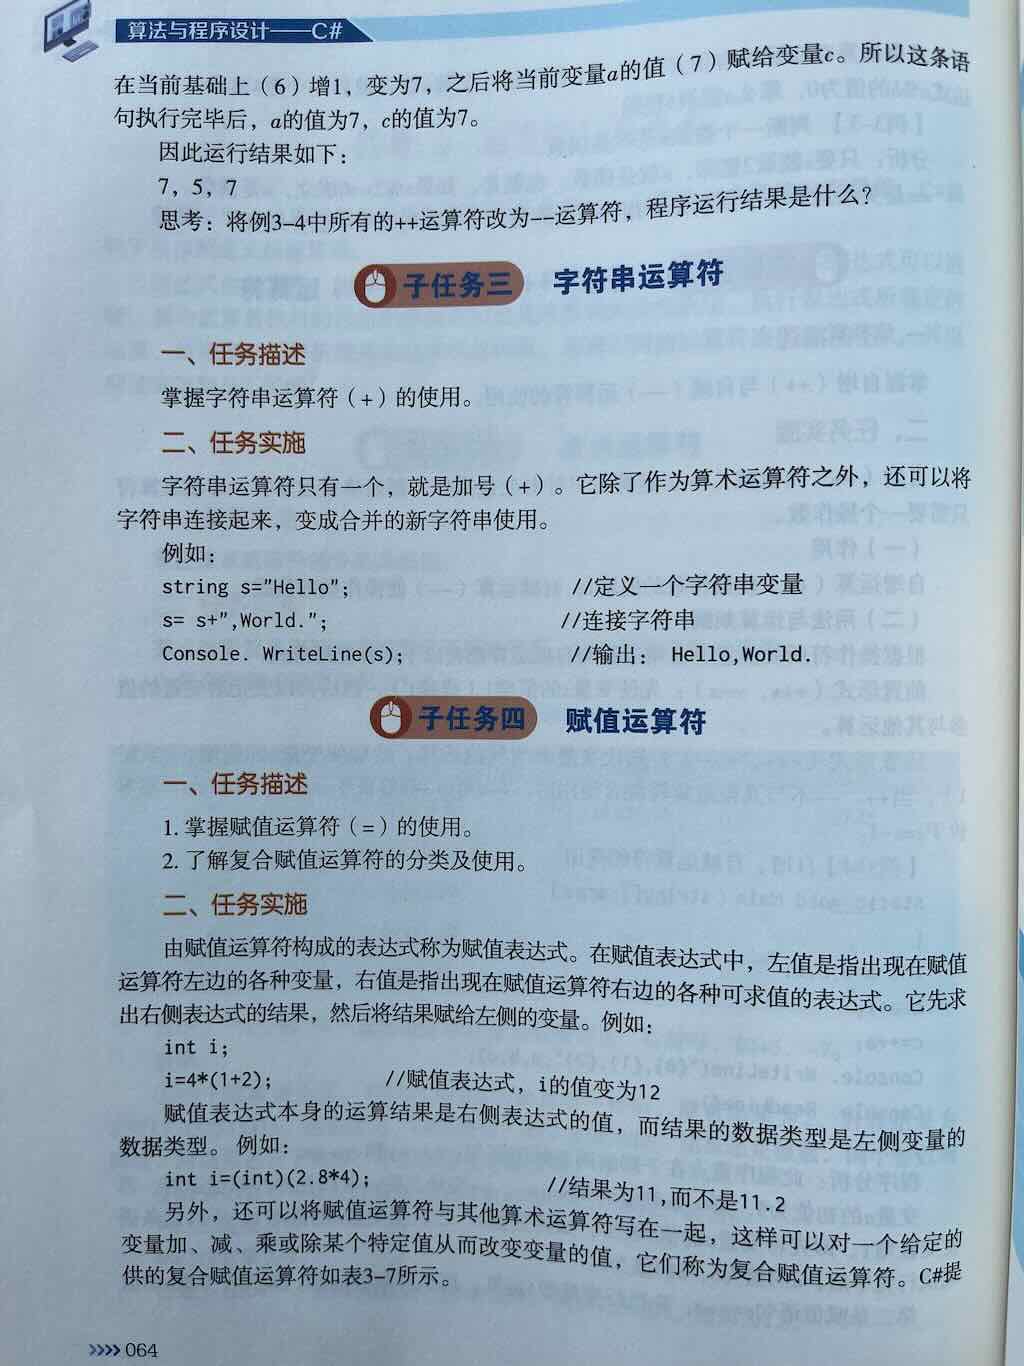 算法与程序设计——C#
在当前基础上（6）增1，变为7，之后将当前变量a的值（7）赋给变量c。所以这条语
句执行完毕后，a的值为7，c的值为7。
因此运行结果如下：
7，5，7
思考：将例3-4中所有的++运算符改为--运算符，程序运行结果是什么？
子任务三 字符串运算符
一、任务描述
掌握字符串运算符（+）的使用。
二、任务实施
字符串运算符只有一个，就是加号（+）。它除了作为算术运算符之外，还可以将
字符串连接起来，变成合并的新字符串使用。
例如：
string s="Hello"; //定义一个字符串变量
s= s+",World."; //连接字符串
Console. WriteLine(s); //输出： Hello,World.
子任务四 赋值运算符
一、任务描述
1. 掌握赋值运算符（=）的使用。
2. 了解复合赋值运算符的分类及使用。
二、任务实施
由赋值运算符构成的表达式称为赋值表达式。在赋值表达式中，左值是指出现在赋值
运算符左边的各种变量，右值是指出现在赋值运算符右边的各种可求值的表达式。它先求
出右侧表达式的结果，然后将结果赋给左侧的变量。例如：
int i;
i=4*(1+2); //赋值表达式，i的值变为12
赋值表达式本身的运算结果是右侧表达式的值，而结果的数据类型是左侧变量的
数据类型。 例如：
int i=(int)(2.8*4); //结果为11,而不是11.2
另外，还可以将赋值运算符与其他算术运算符写在一起，这样可以对一个给定的
变量加、减、乘或除某个特定值从而改变变量的值，它们称为复合赋值运算符。C#提
供的复合赋值运算符如表3-7所示。
064